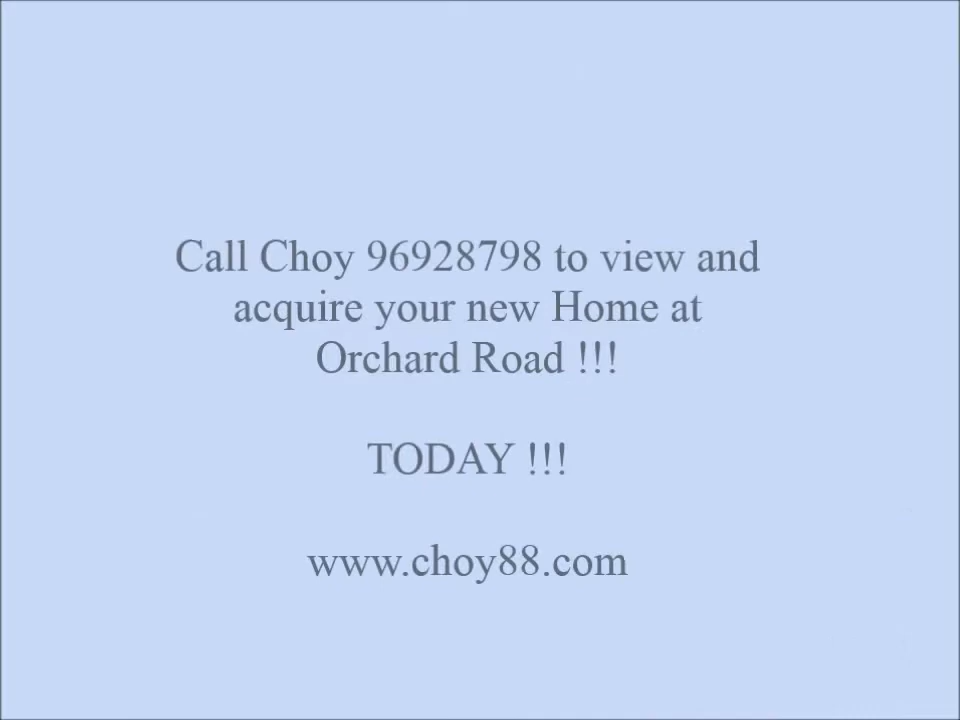 Call Choy 96928798 to view and
acquire your new Home at
Orchard Road !!!
TODAY !!!
www.choy88.com